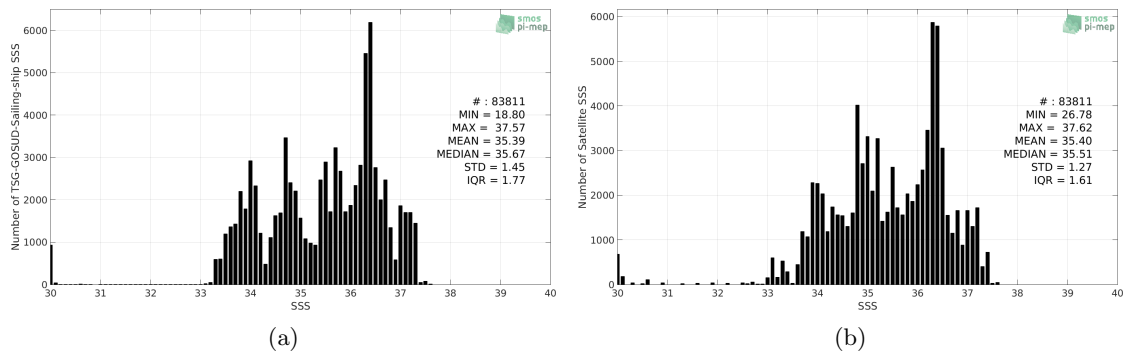 smos
pi-mep
Number of TSG-GOSUD-Sailing-ship SSS
6000
5000
4000
3000
2000
1000
0
# : 83811
MIN = 18.80
MAX = 37.57
MEAN = 35.39
MEDIAN = 35.67
STD = 1.45
IQR = 1.77
30 31 32 33 34 35 36 37 38 39 40
SSS
(a)
smos
pi-mep
Number of Satellite SSS
6000
5000
4000
3000
2000
1000
0
# : 83811
MIN = 26.78
MAX = 37.62
MEAN = 35.40
MEDIAN = 35.51
STD = 1.27
IQR = 1.61
30 31 32 33 34 35 36 37 38 39 40
SSS
(b)